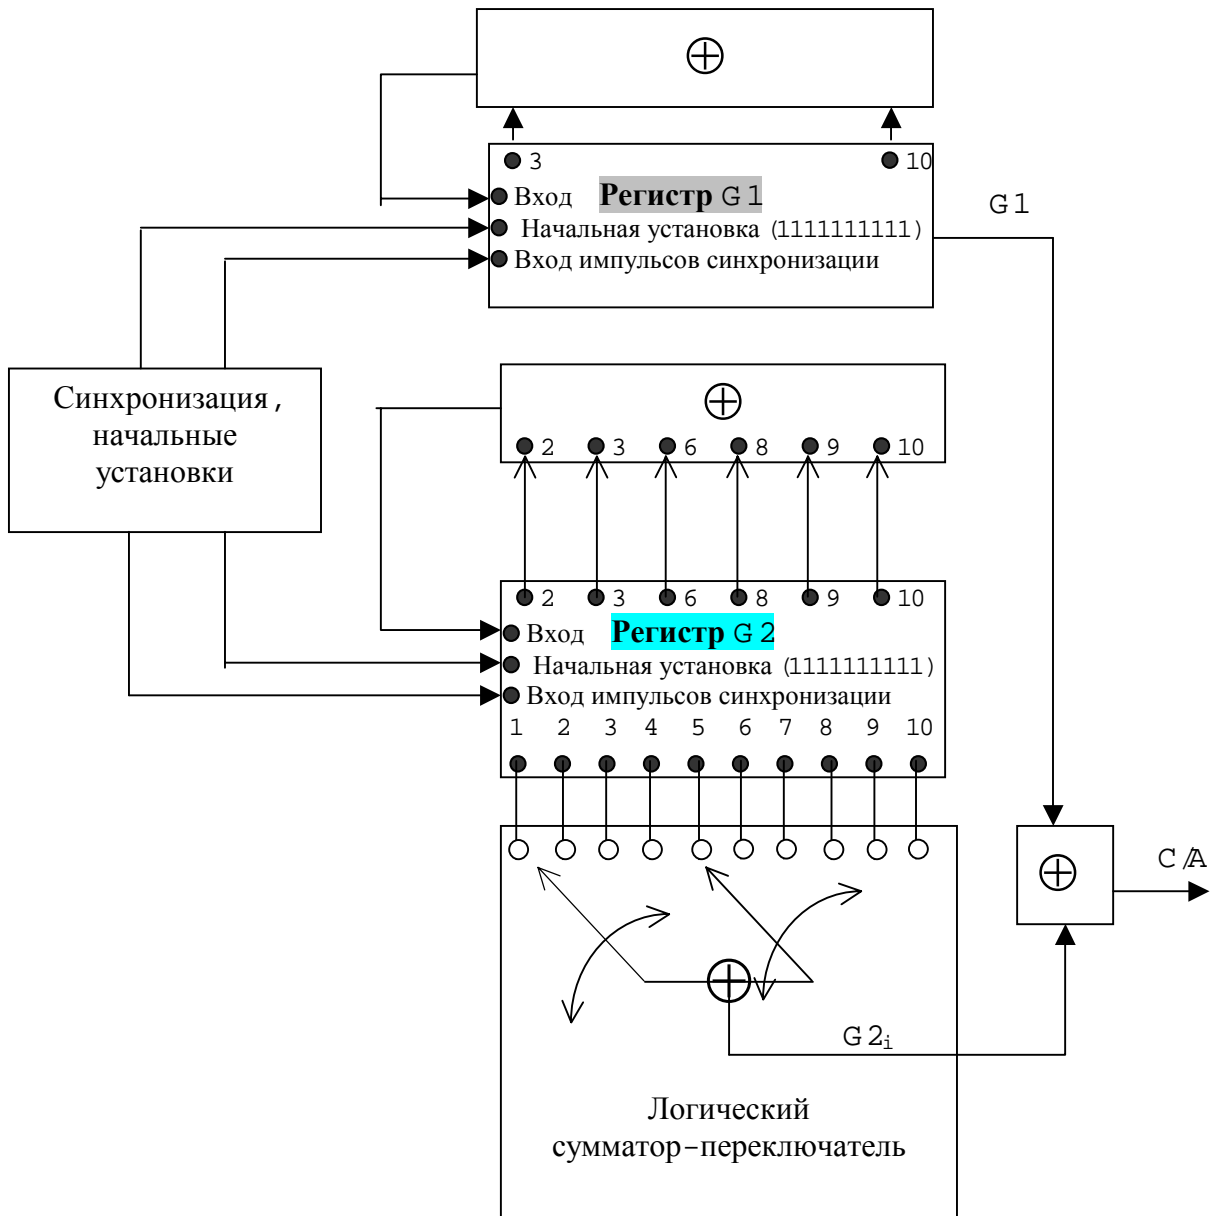 ⊕
3 10
Вход Регистр G1
Начальная установка (1111111111)
Вход импульсов синхронизации
G1
Синхронизация,
начальные
установки
⊕
2 3 6 8 9 10
2 3 6 8 9 10
Вход Регистр G2
Начальная установка (1111111111)
Вход импульсов синхронизации
1 2 3 4 5 6 7 8 9 10
⊕
C/A
⊕
G2i
Логический
сумматор-переключатель